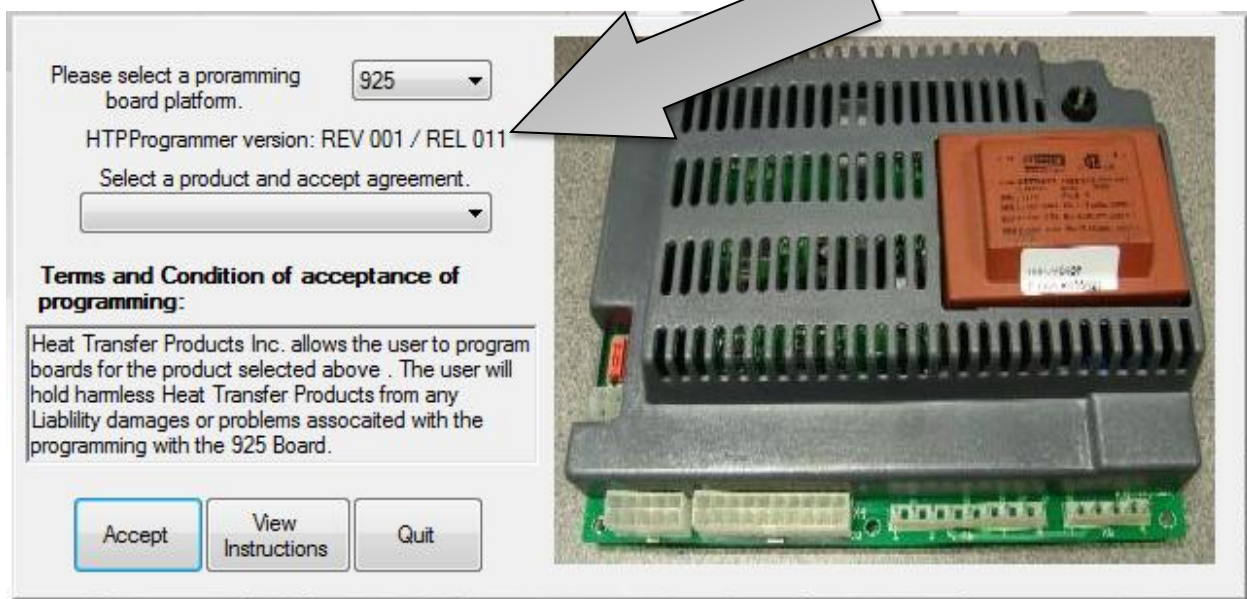 Please select a proramming
board platform.
925
HTPProgrammer version: REV 001 / REL 011
Select a product and accept agreement.
Terms and Condition of acceptance of
programming:
Heat Transfer Products Inc. allows the user to program
boards for the product selected above . The user will
hold harmless Heat Transfer Products from any
Liablility damages or problems assocaited with the
programming with the 925 Board.
Accept
View
Instructions
Quit